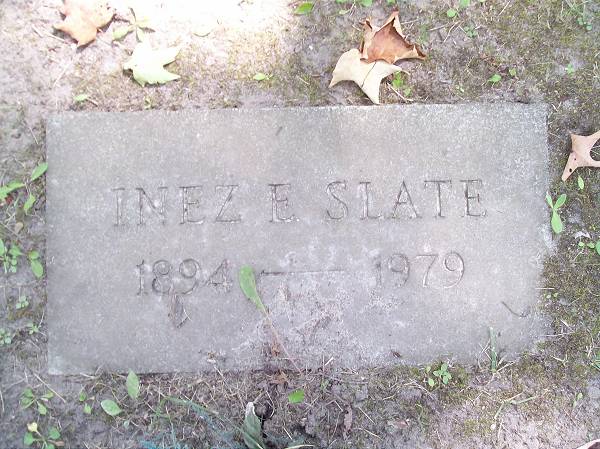 INEZ E SLATE
1894 — 1979